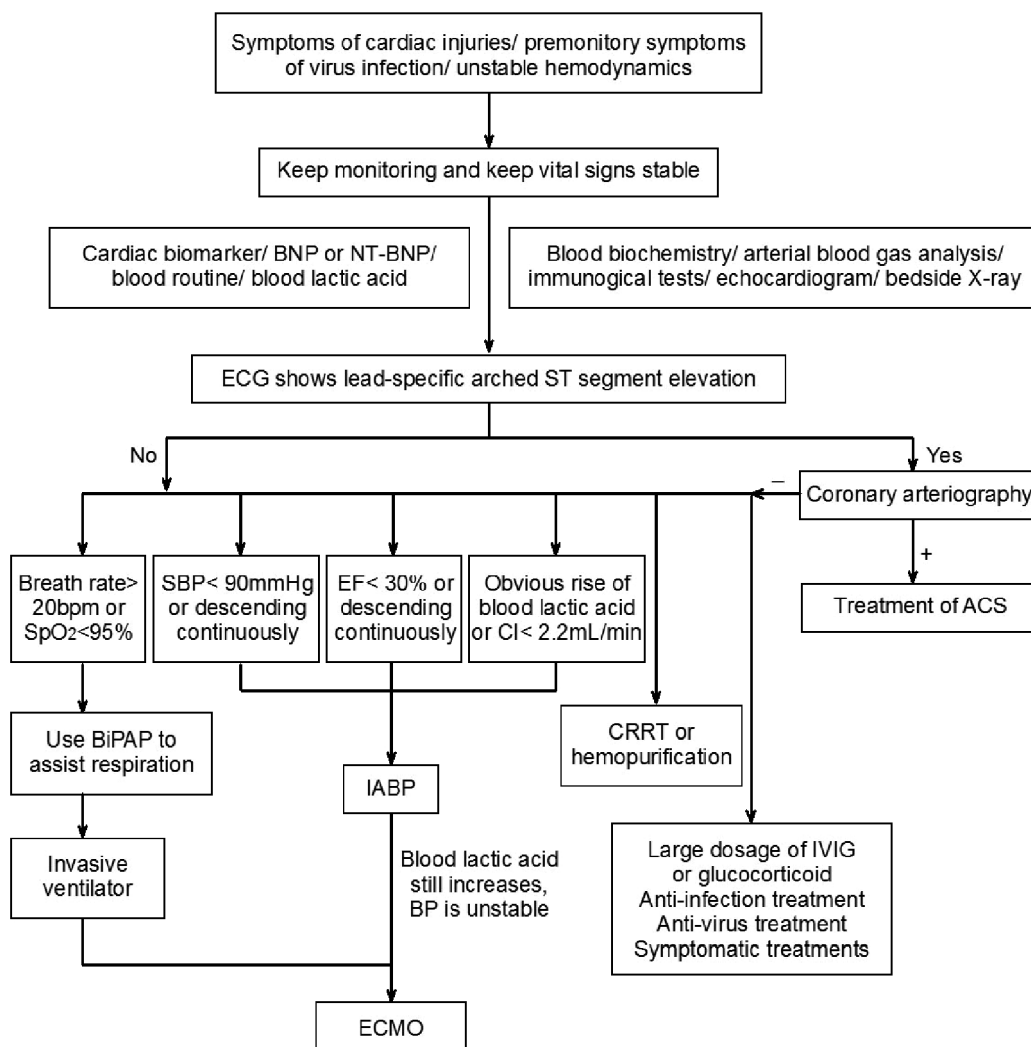 Symptoms of cardiac injuries/ premonitory symptoms
of virus infection/ unstable hemodynamics
Keep monitoring and keep vital signs stable
Cardiac biomarker/ BNP or NT-BNP/
blood routine/ blood lactic acid
Blood biochemistry/ arterial blood gas analysis/
immunogical tests/ echocardiogram/ bedside X-ray
ECG shows lead-specific arched ST segment elevation
No
Yes
–
Coronary arteriography
+
Treatment of ACS
Breath rate>
20bpm or
SpO2<95%
SBP< 90mmHg
or descending
continuously
EF< 30% or
descending
continuously
Obvious rise of
blood lactic acid
or CI< 2.2mL/min
Use BiPAP to
assist respiration
IABP
CRRT or
hemopurification
Invasive
ventilator
Blood lactic acid
still increases,
BP is unstable
Large dosage of IVIG
or glucocorticoid
Anti-infection treatment
Anti-virus treatment
Symptomatic treatments
ECMO